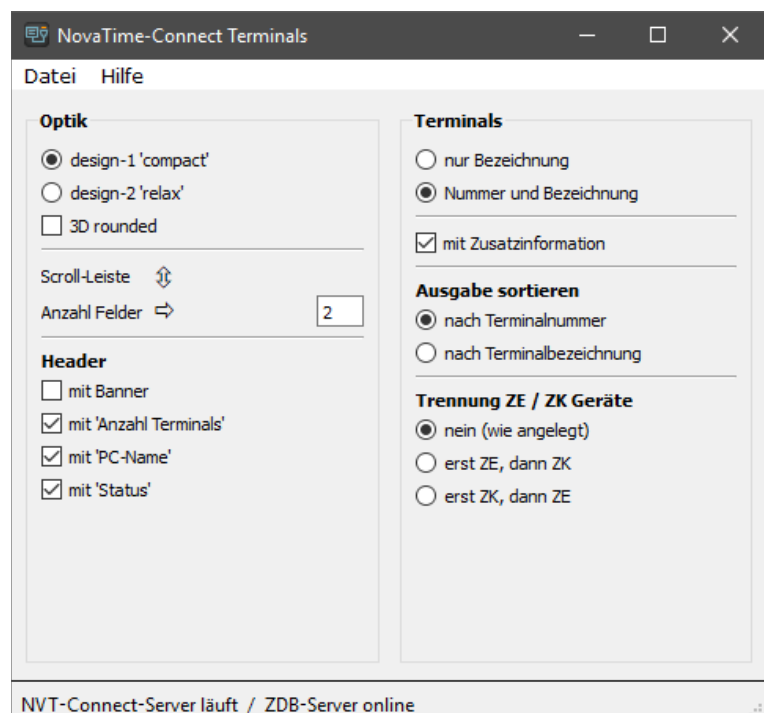 NovaTime-Connect Terminals
Datei Hilfe
Optik
design-1 'compact'
design-2 'relax'
3D rounded
Scroll-Leiste
Anzahl Felder 2
Header
mit Banner
mit 'Anzahl Terminals'
mit 'PC-Name'
mit 'Status'
Terminals
nur Bezeichnung
Nummer und Bezeichnung
mit Zusatzinformation
Ausgabe sortieren
nach Terminalnummer
nach Terminalbezeichnung
Trennung ZE / ZK Geräte
nein (wie angelegt)
erst ZE, dann ZK
erst ZK, dann ZE
NVT-Connect-Server läuft / ZDB-Server online